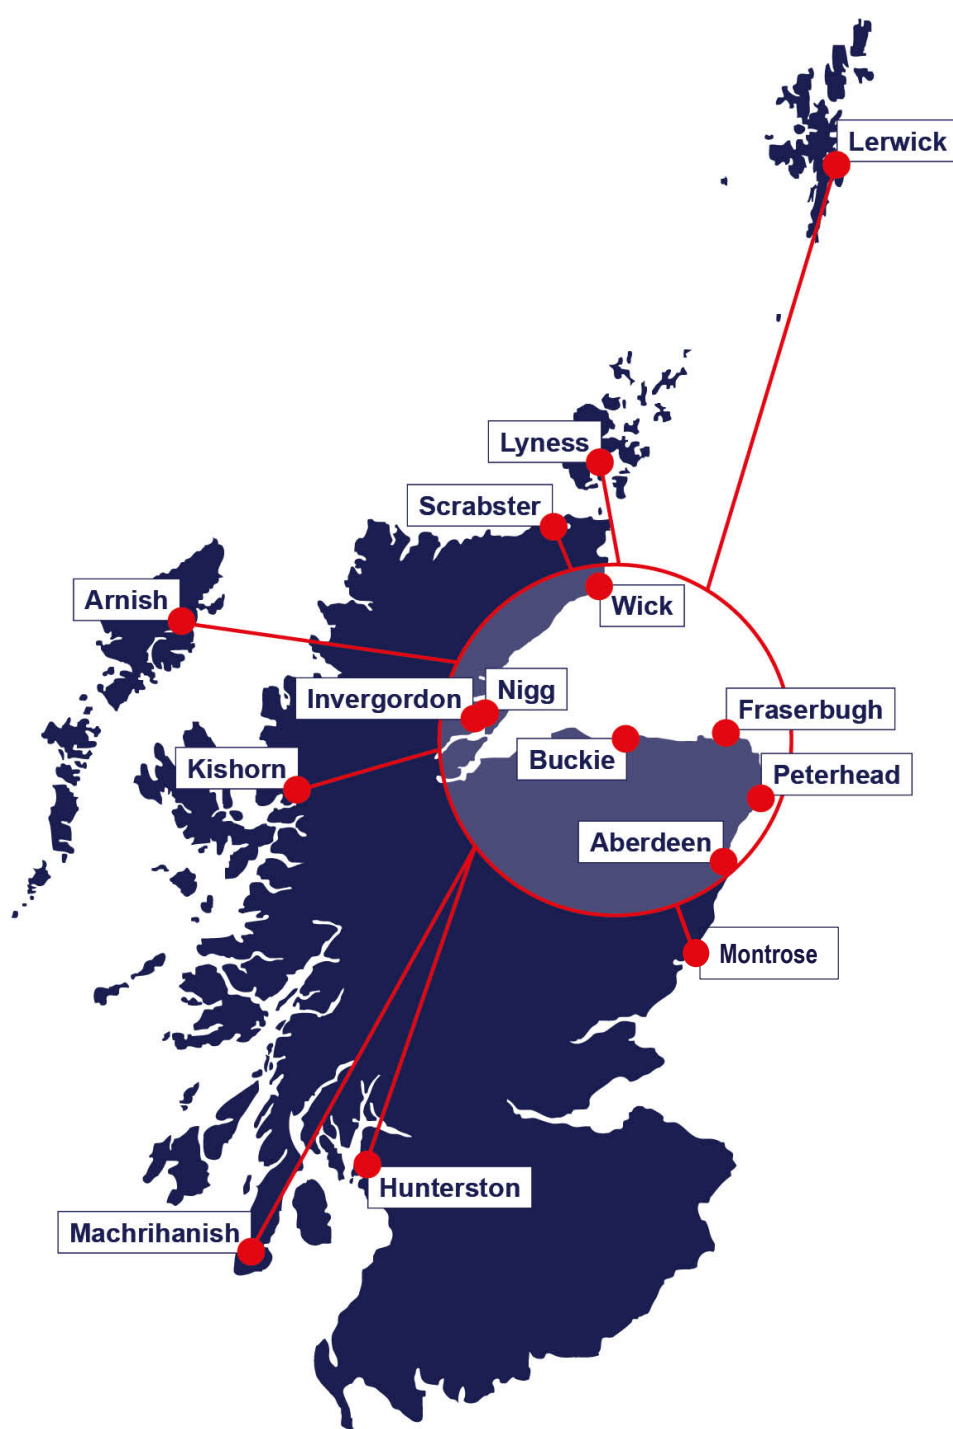 Lerwick
Lyness
Scrabster
Arnish
Wick
Nigg
Invergordon
Fraserbugh
Buckie
Kishorn
Peterhead
Aberdeen
Montrose
Hunterston
Machrihanish